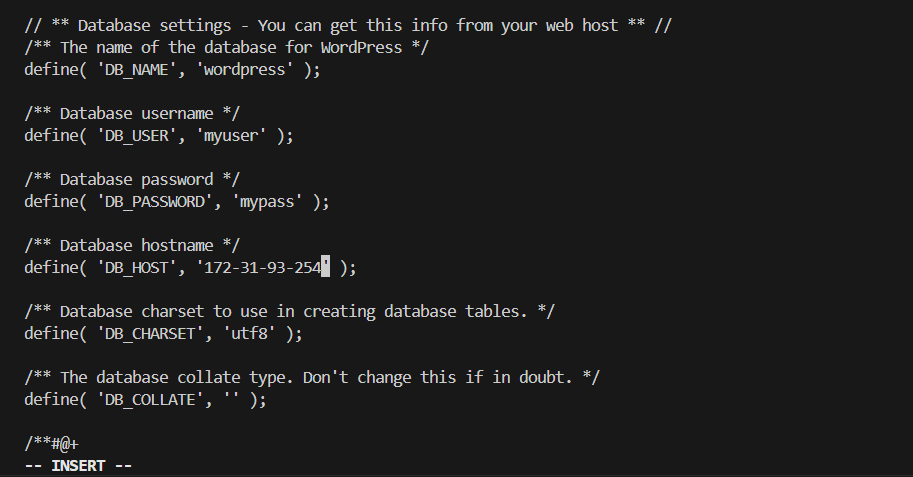 // ** Database settings - You can get this info from your web host ** //
/** The name of the database for WordPress */
define( 'DB_NAME', 'wordpress' );

/** Database username */
define( 'DB_USER', 'myuser' );

/** Database password */
define( 'DB_PASSWORD', 'mypass' );

/** Database hostname */
define( 'DB_HOST', '172-31-93-254' );

/** Database charset to use in creating database tables. */
define( 'DB_CHARSET', 'utf8' );

/** The database collate type. Don't change this if in doubt. */
define( 'DB_COLLATE', '' );

/**#@+
-- INSERT --